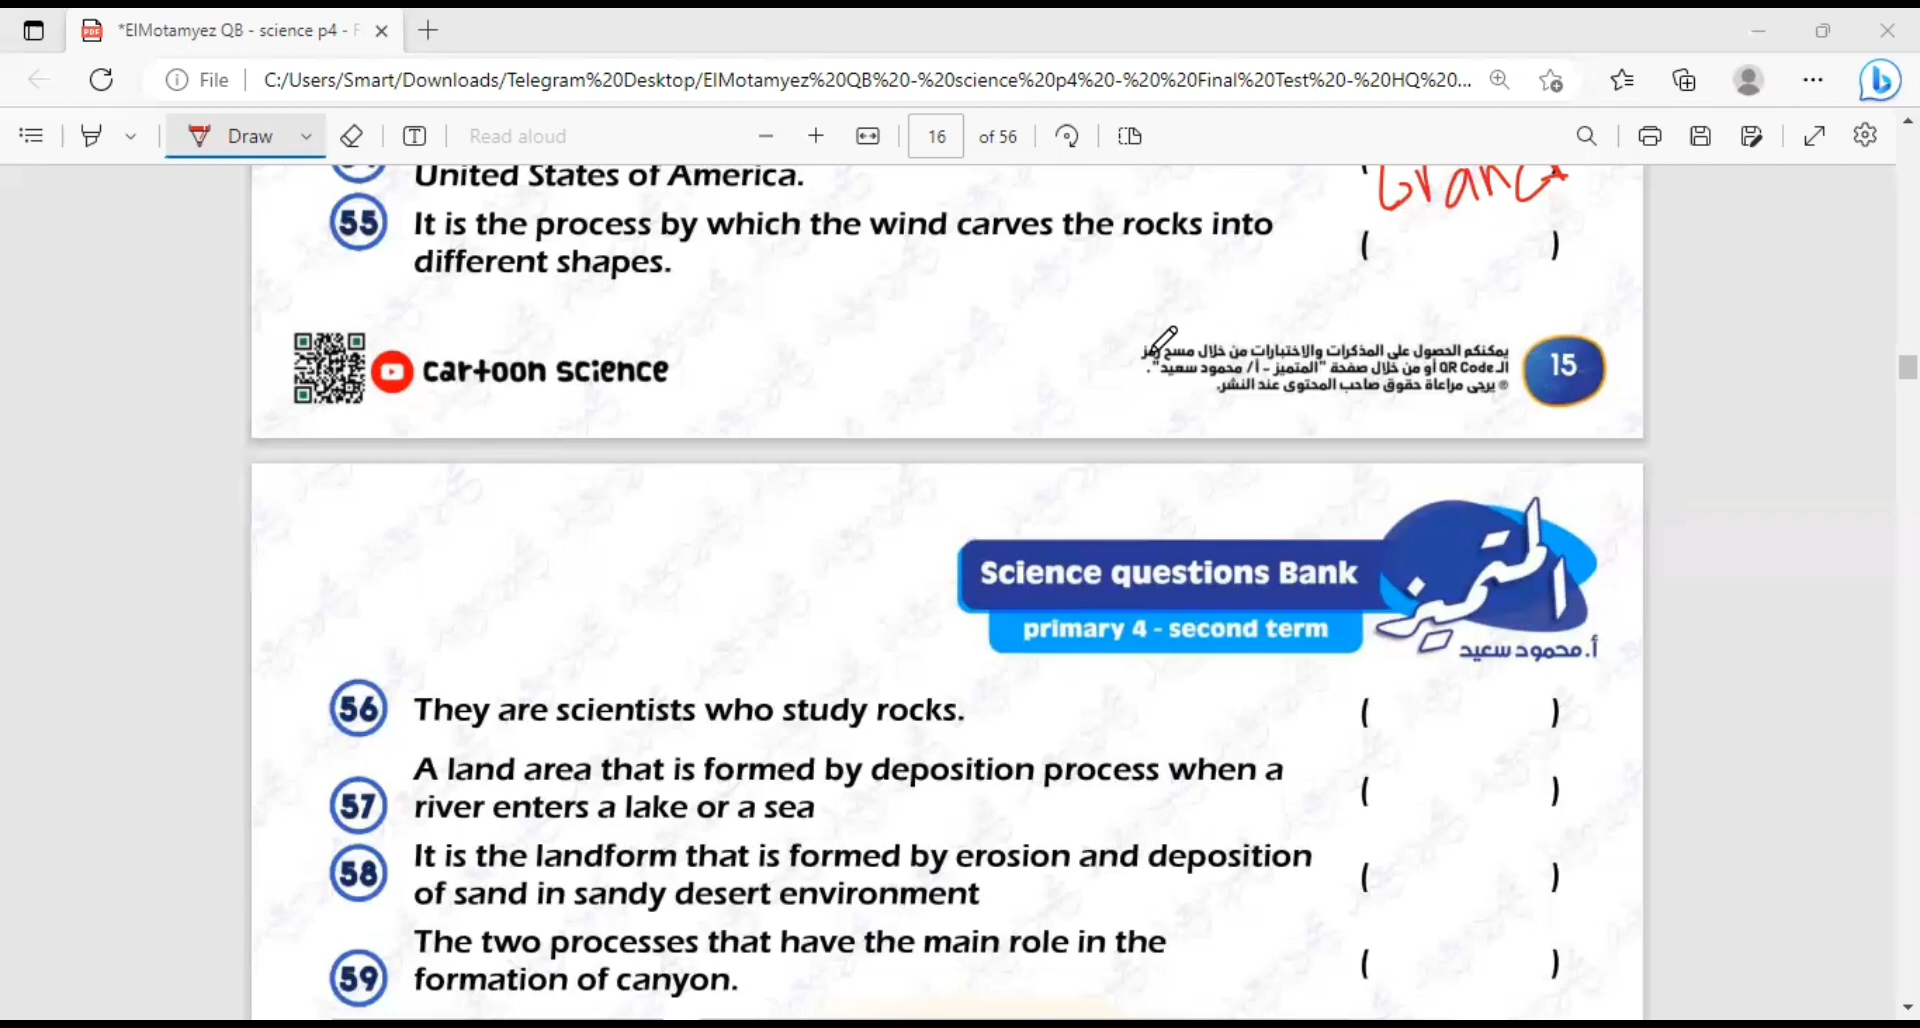 *ElMotamyez QB - science p4 - F
File
C:/Users/Smart/Downloads/Telegram%20Desktop/ElMotamyez%20QB%20-%20science%20p4%20-%20%20Final%20Test%20-%20HQ%20...
Draw
Read aloud
16 of 56
United States of America.
Grand
55 It is the process by which the wind carves the rocks into
different shapes. ( )
cartoon science
يمكنكم الحصول على المذكرات والاختبارات من خلال مسح رمز
الـ QR Code أو من خلال صفحة "المتميز - أ/ محمود سعيد".
® يرجى مراعاة حقوق صاحب المحتوى عند النشر.
15
Science questions Bank
primary 4 - second term
المتميز
أ. محمود سعيد
56 They are scientists who study rocks. ( )
A land area that is formed by deposition process when a
57 river enters a lake or a sea ( )
It is the landform that is formed by erosion and deposition
58 of sand in sandy desert environment ( )
The two processes that have the main role in the
59 formation of canyon. ( )